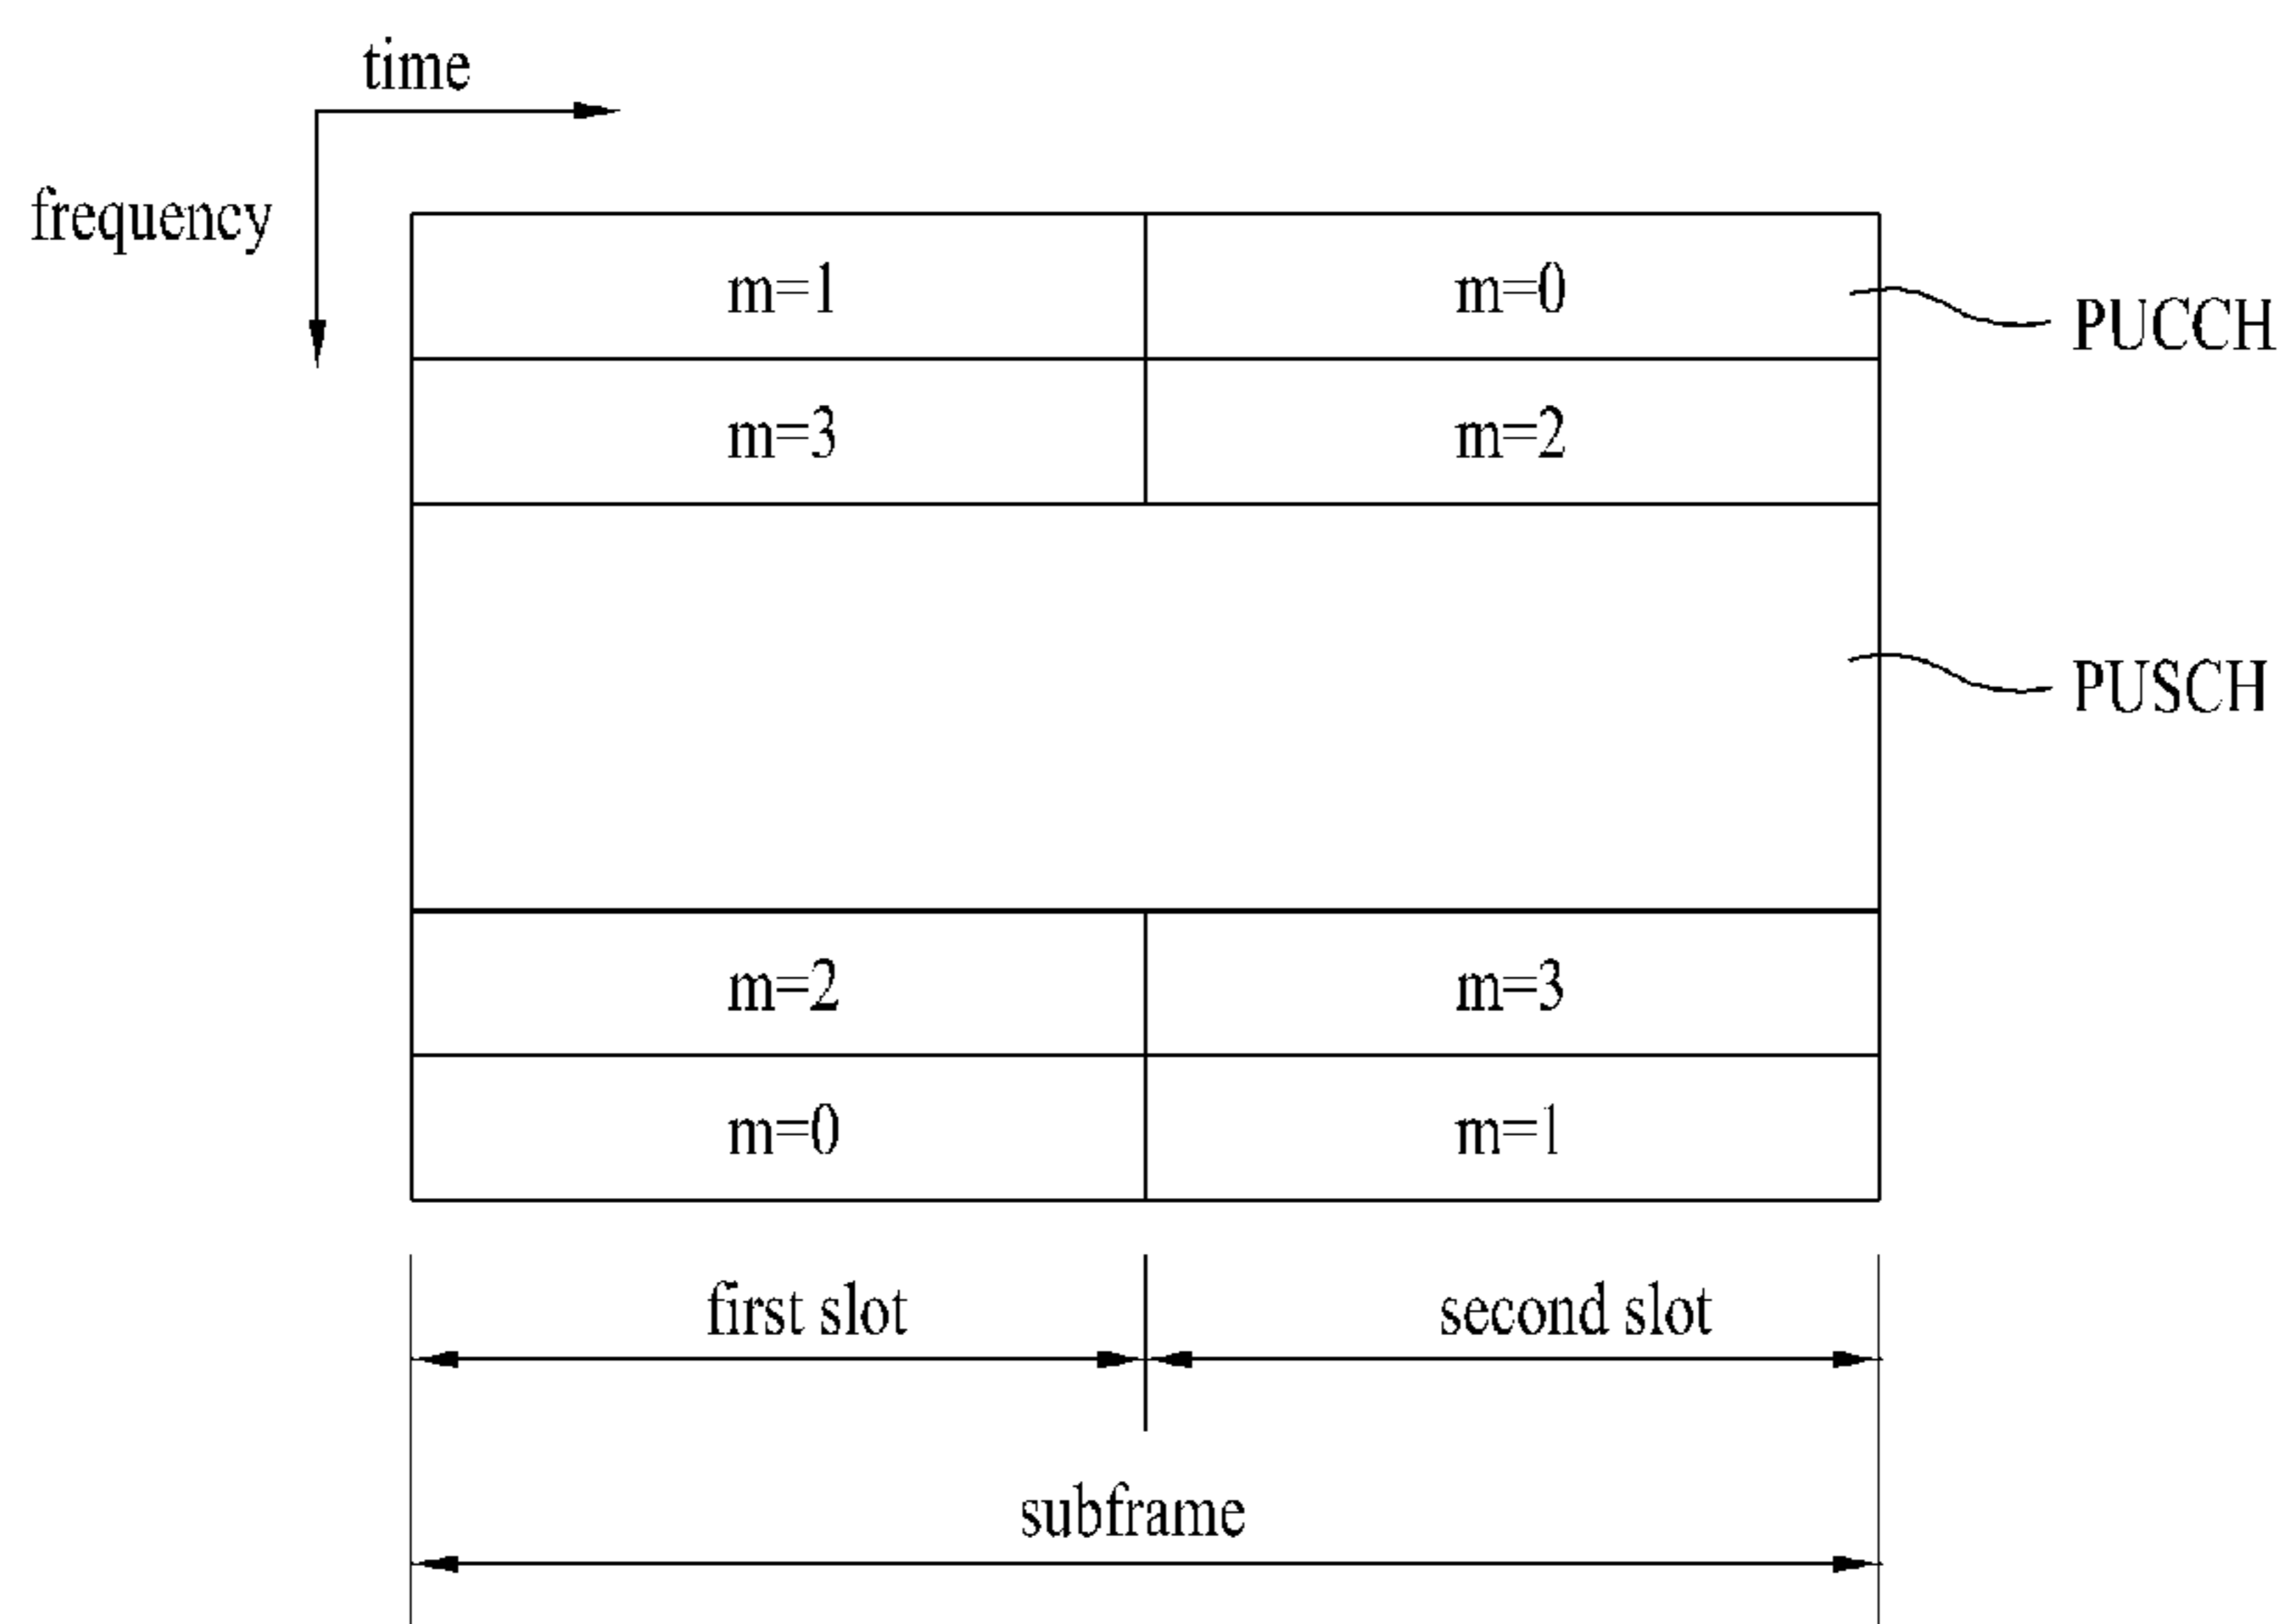 time
frequency
m=1
m=0
PUCCH
m=3
m=2
PUSCH
m=2
m=3
m=0
m=1
first slot
second slot
subframe